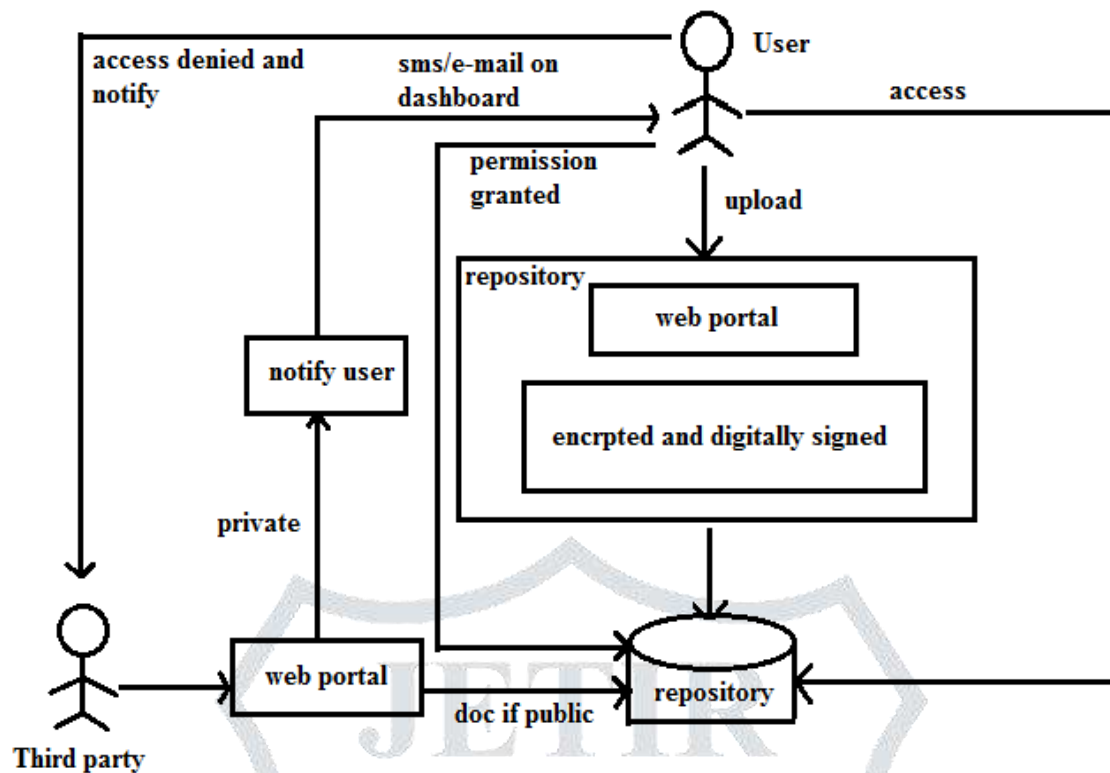 User
access denied and
notify
sms/e-mail on
dashboard
access
permission
granted
upload
repository
web portal
notify user
encrpted and digitally signed
private
web portal
doc if public
repository
JETIR
Third party